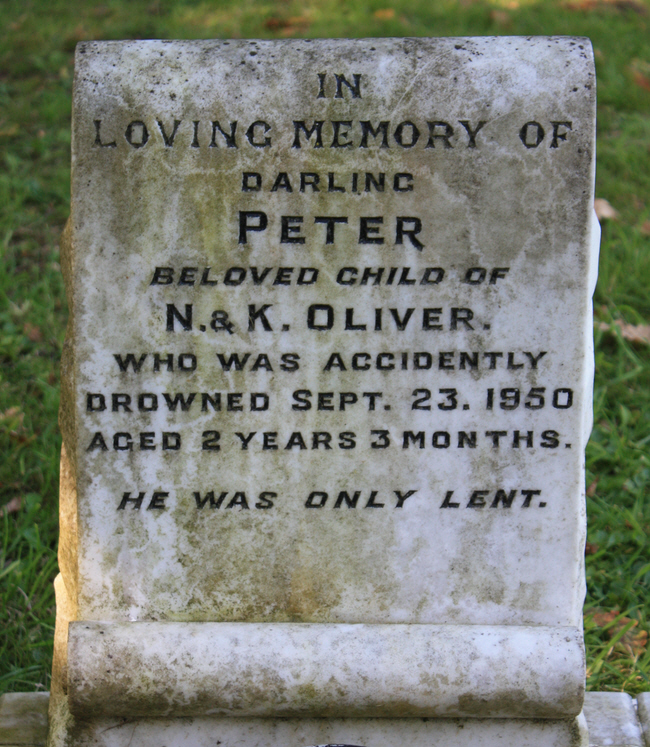 IN
LOVING MEMORY OF
DARLING
PETER
BELOVED CHILD OF
N. & K. OLIVER.
WHO WAS ACCIDENTLY
DROWNED SEPT. 23. 1950
AGED 2 YEARS 3 MONTHS.
HE WAS ONLY LENT.